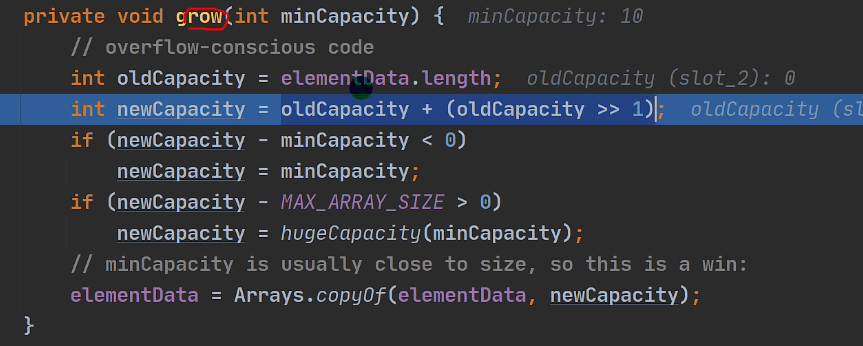 private void grow(int minCapacity) {  minCapacity: 10
    // overflow-conscious code
    int oldCapacity = elementData.length;  oldCapacity (slot_2): 0
    int newCapacity = oldCapacity + (oldCapacity >> 1);  oldCapacity (sl
    if (newCapacity - minCapacity < 0)
        newCapacity = minCapacity;
    if (newCapacity - MAX_ARRAY_SIZE > 0)
        newCapacity = hugeCapacity(minCapacity);
    // minCapacity is usually close to size, so this is a win:
    elementData = Arrays.copyOf(elementData, newCapacity);
}